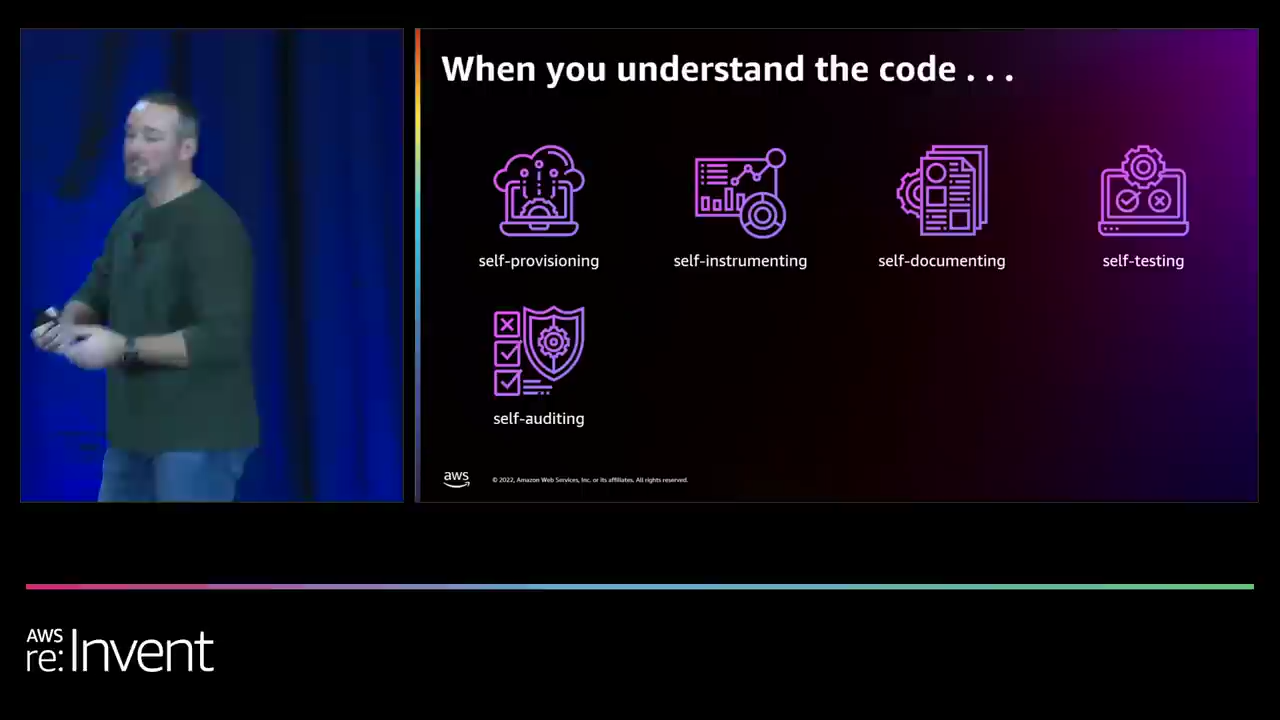 When you understand the code . . .
self-provisioning
self-instrumenting
self-documenting
self-testing
self-auditing
aws
© 2022, Amazon Web Services, Inc. or its affiliates. All rights reserved.
AWS
re:Invent